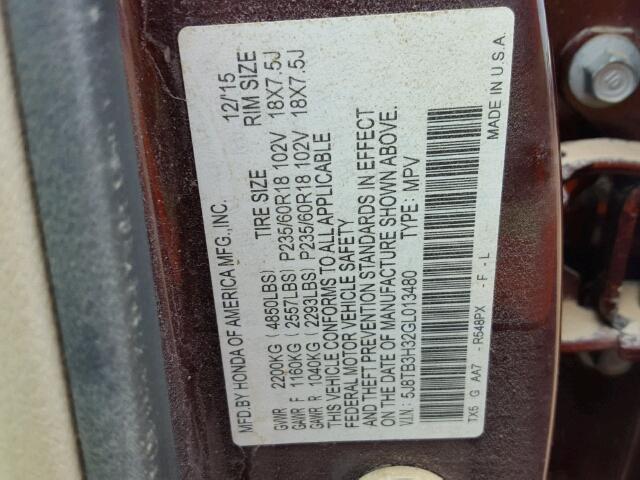 MFD.BY HONDA OF AMERICA MFG.,INC. 12/15
TIRE SIZE RIM SIZE
GVWR 2200KG (4850LBS)
GAWR F 1160KG (2557LBS) P235/60R18 102V 18X7.5J
GAWR R 1040KG (2293LBS) P235/60R18 102V 18X7.5J
THIS VEHICLE CONFORMS TO ALL APPLICABLE
FEDERAL MOTOR VEHICLE SAFETY
AND THEFT PREVENTION STANDARDS IN EFFECT
ON THE DATE OF MANUFACTURE SHOWN ABOVE.
V.I.N.: 5J8TB3H32GL013480 TYPE: MPV
TX5 G AA7 -R548PX -F -L MADE IN U.S.A.